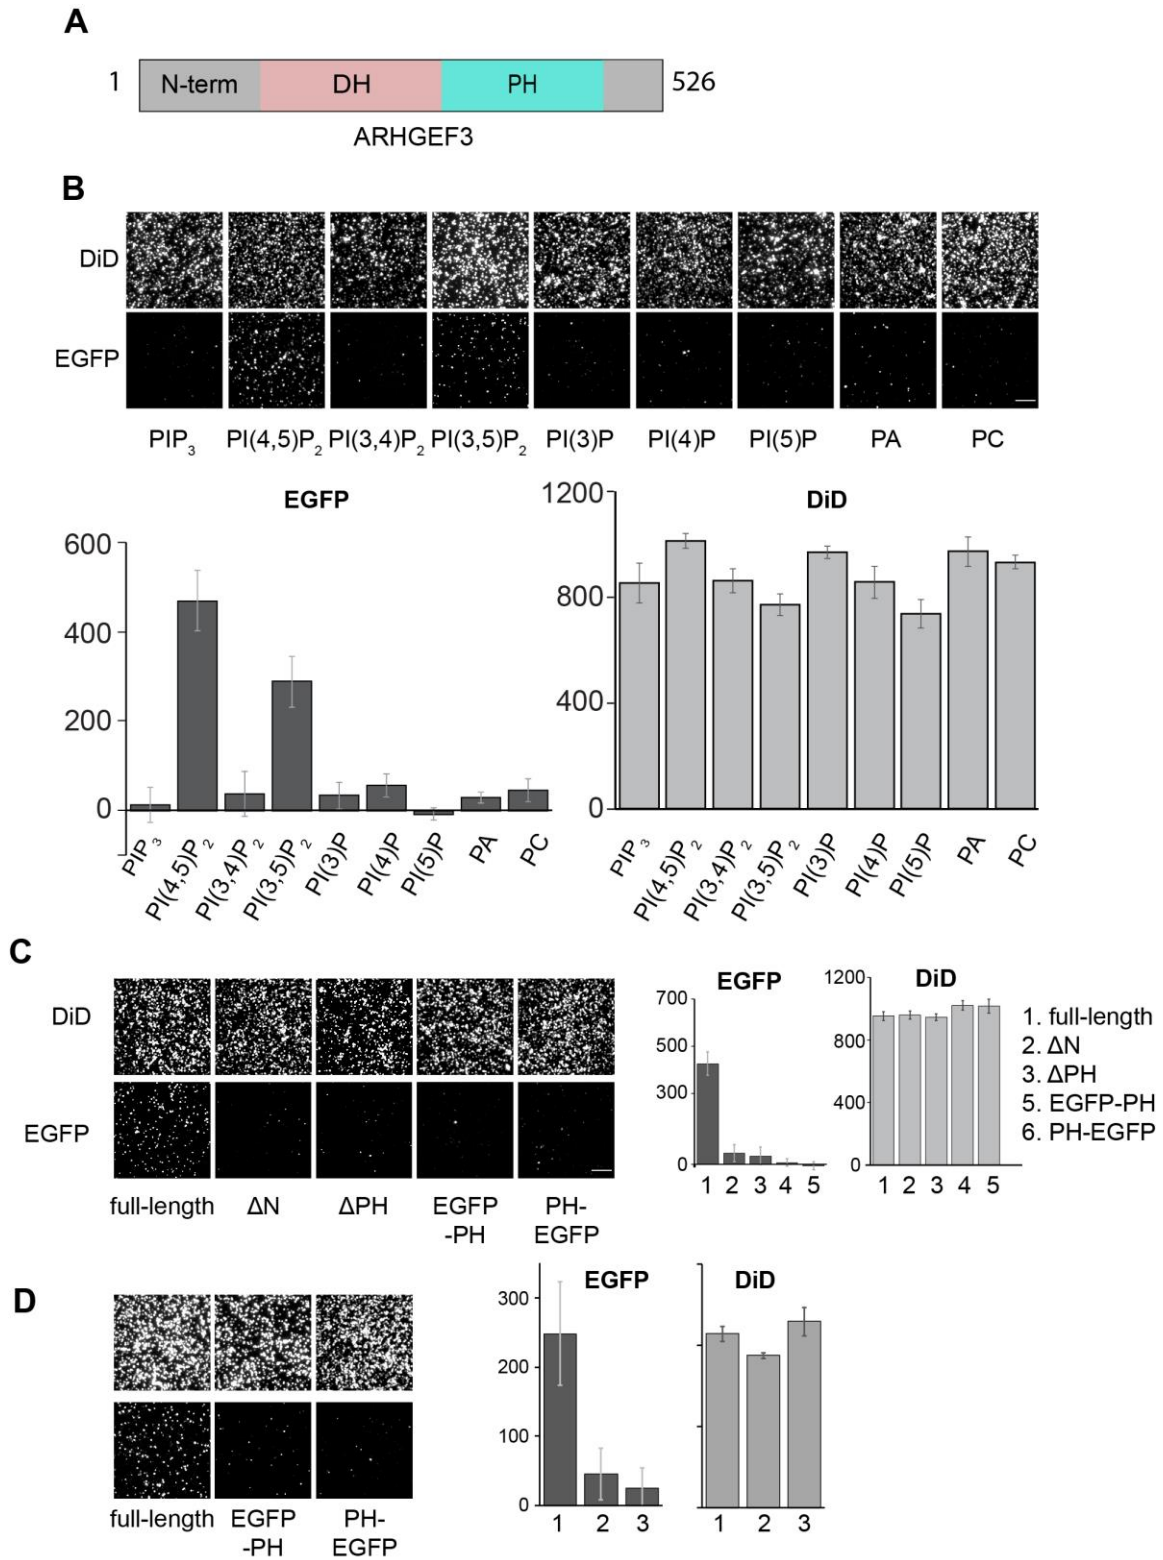 A
1 N-term DH PH 526
ARHGEF3
B
DiD
EGFP
PIP₃ PI(4,5)P₂ PI(3,4)P₂ PI(3,5)P₂ PI(3)P PI(4)P PI(5)P PA PC
EGFP
600
400
200
0
PIP₃ PI(4,5)P₂ PI(3,4)P₂ PI(3,5)P₂ PI(3)P PI(4)P PI(5)P PA PC
DiD
1200
800
400
0
PIP₃ PI(4,5)P₂ PI(3,4)P₂ PI(3,5)P₂ PI(3)P PI(4)P PI(5)P PA PC
C
DiD
EGFP
full-length ΔN ΔPH EGFP PH-
-PH EGFP
EGFP
700
500
300
0
1 2 3 4 5
DiD
1200
800
400
0
1 2 3 4 5
1. full-length
2. ΔN
3. ΔPH
5. EGFP-PH
6. PH-EGFP
D
full-length EGFP PH-
-PH EGFP
EGFP
300
200
100
0
1 2 3
DiD
1 2 3